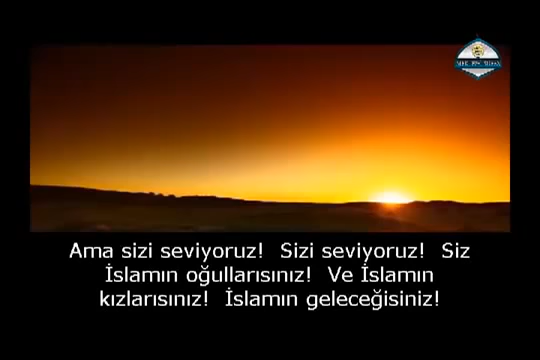 Ama sizi seviyoruz!  Sizi seviyoruz!  Siz
İslamın oğullarısınız!  Ve İslamın
kızlarısınız!  İslamın geleceğisiniz!